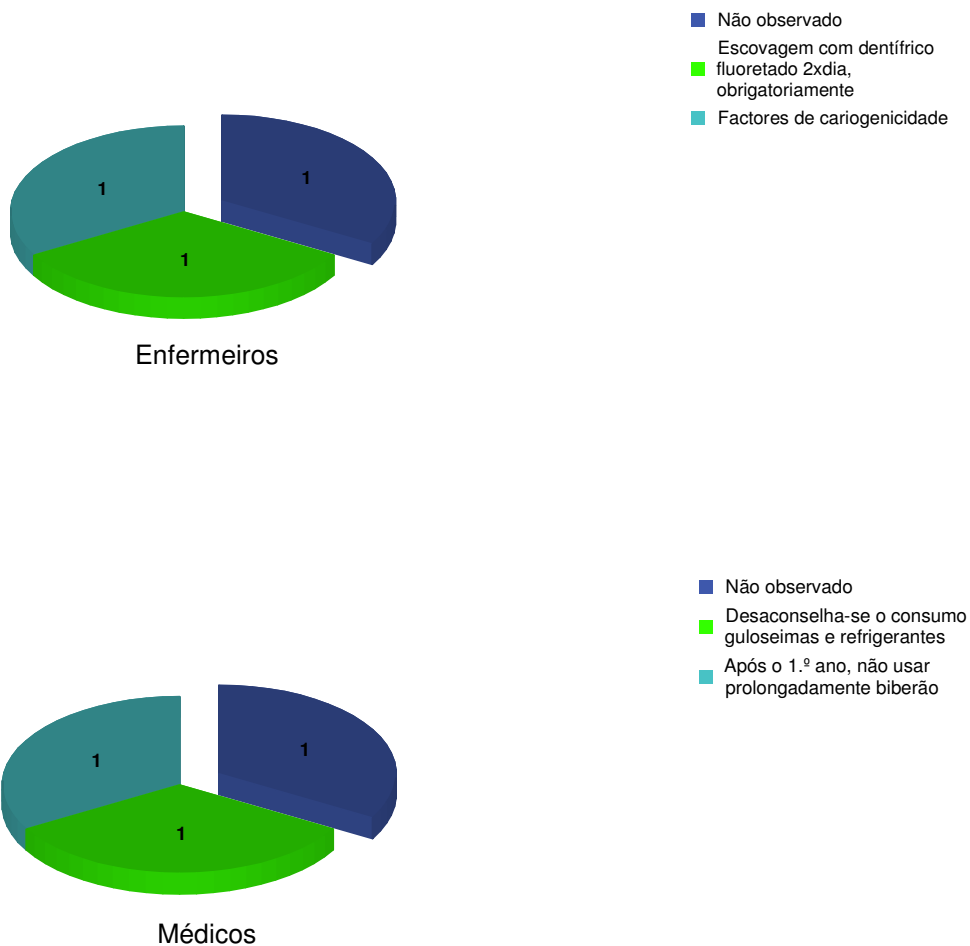 Não observado
Escovagem com dentífrico
fluoretado 2xdia,
obrigatoriamente
Factores de cariogenicidade
1
1
1
Enfermeiros
Não observado
Desaconselha-se o consumo
guloseimas e refrigerantes
Após o 1.º ano, não usar
prolongadamente biberão
1
1
1
Médicos